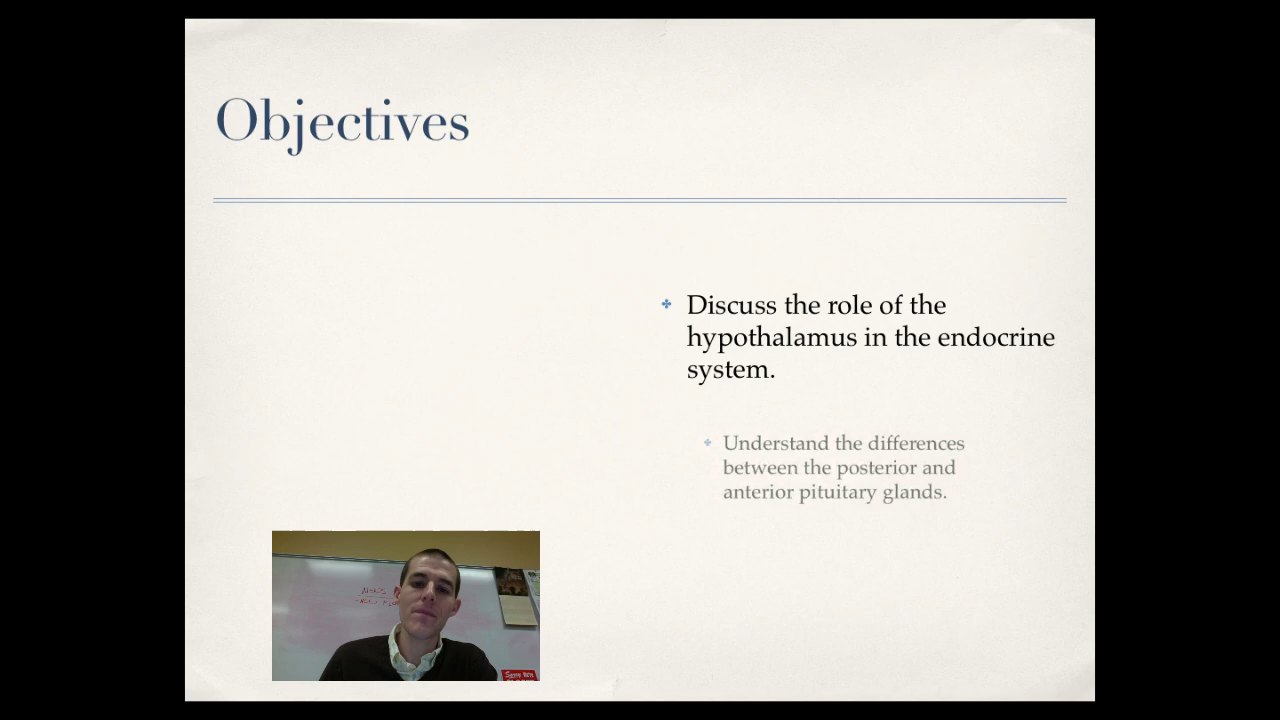 Objectives
Discuss the role of the
hypothalamus in the endocrine
system.
Understand the differences
between the posterior and
anterior pituitary glands.